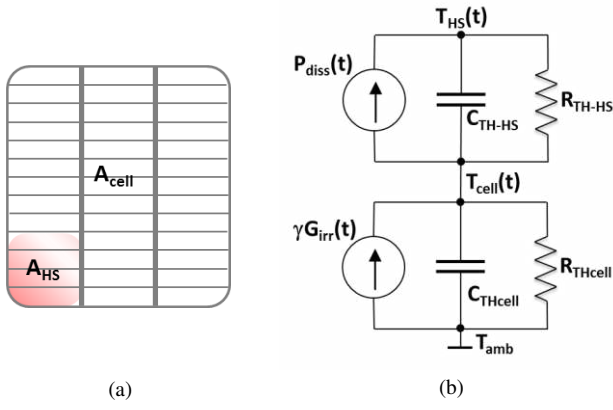 A_cell
A_HS
(a)
T_HS(t)
P_diss(t)
C_TH-HS
R_TH-HS
T_cell(t)
γG_irr(t)
C_THcell
R_THcell
T_amb
(b)